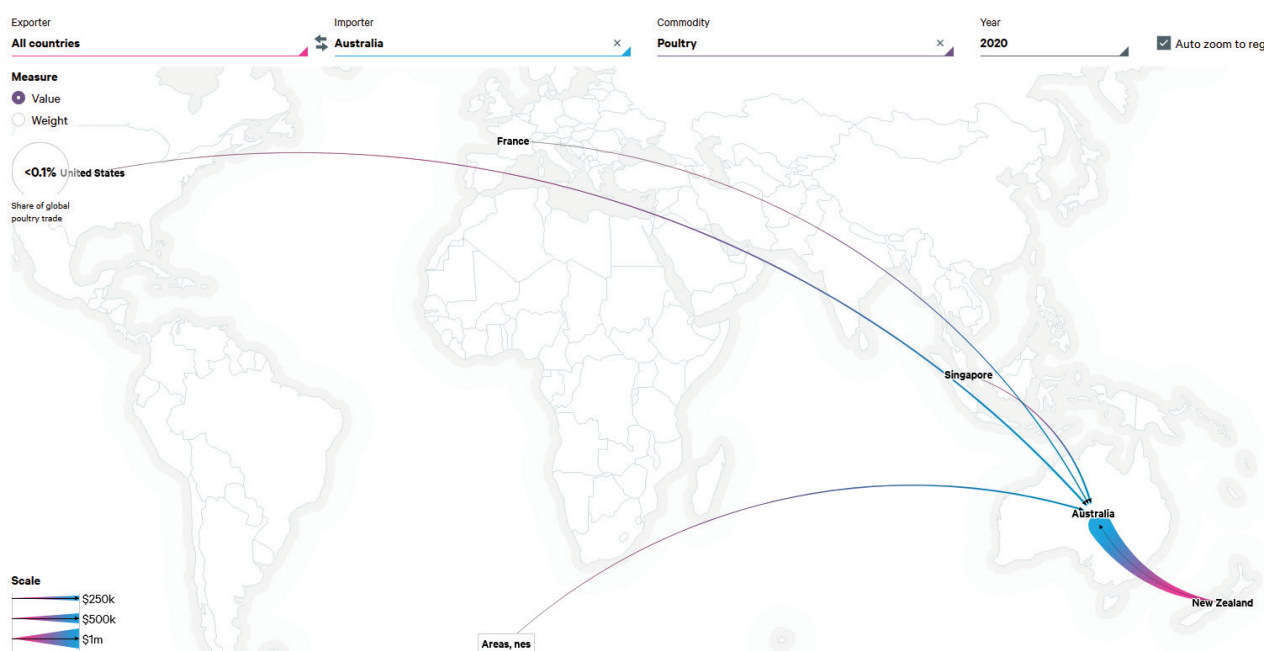 Exporter
All countries
Importer
Australia
×
Commodity
Poultry
×
Year
2020
Auto zoom to reg
Measure
Value
Weight
<0.1%
United States
Share of global
poultry trade
France
Singapore
Australia
New Zealand
Areas, nes
Scale
$250k
$500k
$1m